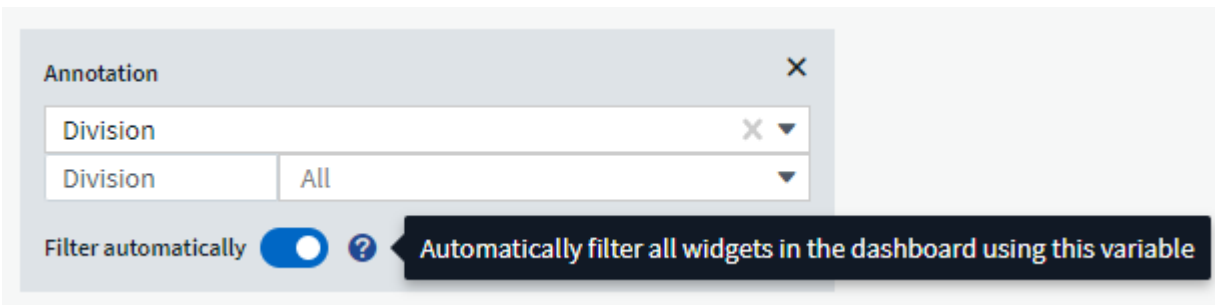 Annotation
Division
Division All
Filter automatically ? Automatically filter all widgets in the dashboard using this variable